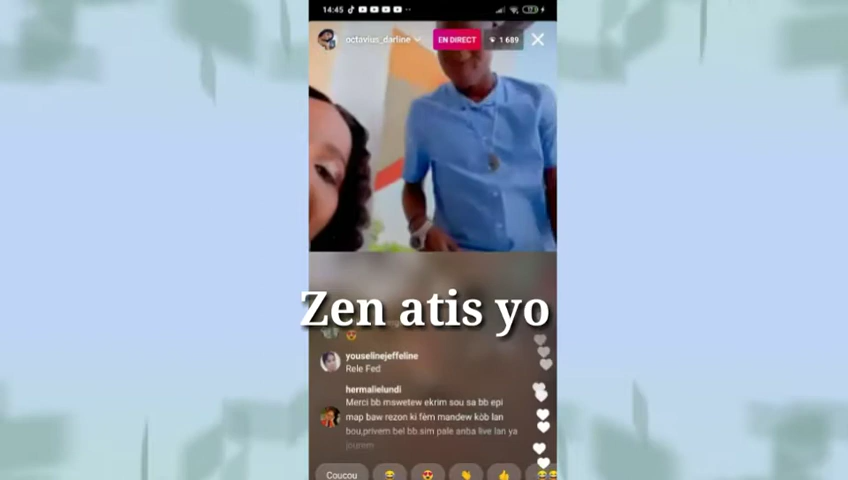 14:45
octavius_darline
EN DIRECT
1 689
Zen atis yo
youselinejeffeline
Rele Fed
hermalielundi
Merci bb mswetew ekrim sou sa bb epi
map baw rezon ki fèm mandew kòb lan
bou,privem bel bb.sim pale anba live lan ya
jourem
Coucou